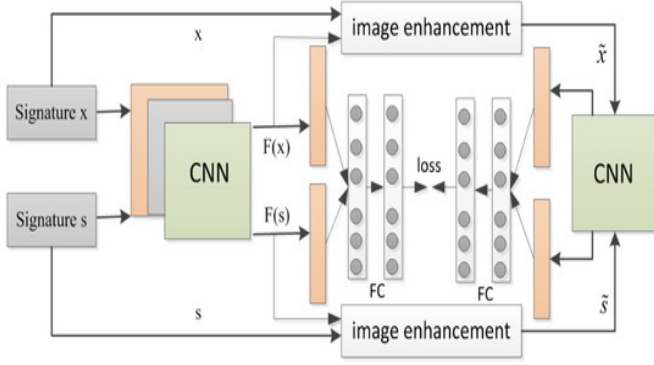 x
image enhancement
x̃
Signature x
F(x)
CNN
loss
CNN
Signature s
F(s)
FC
FC
s
image enhancement
s̃